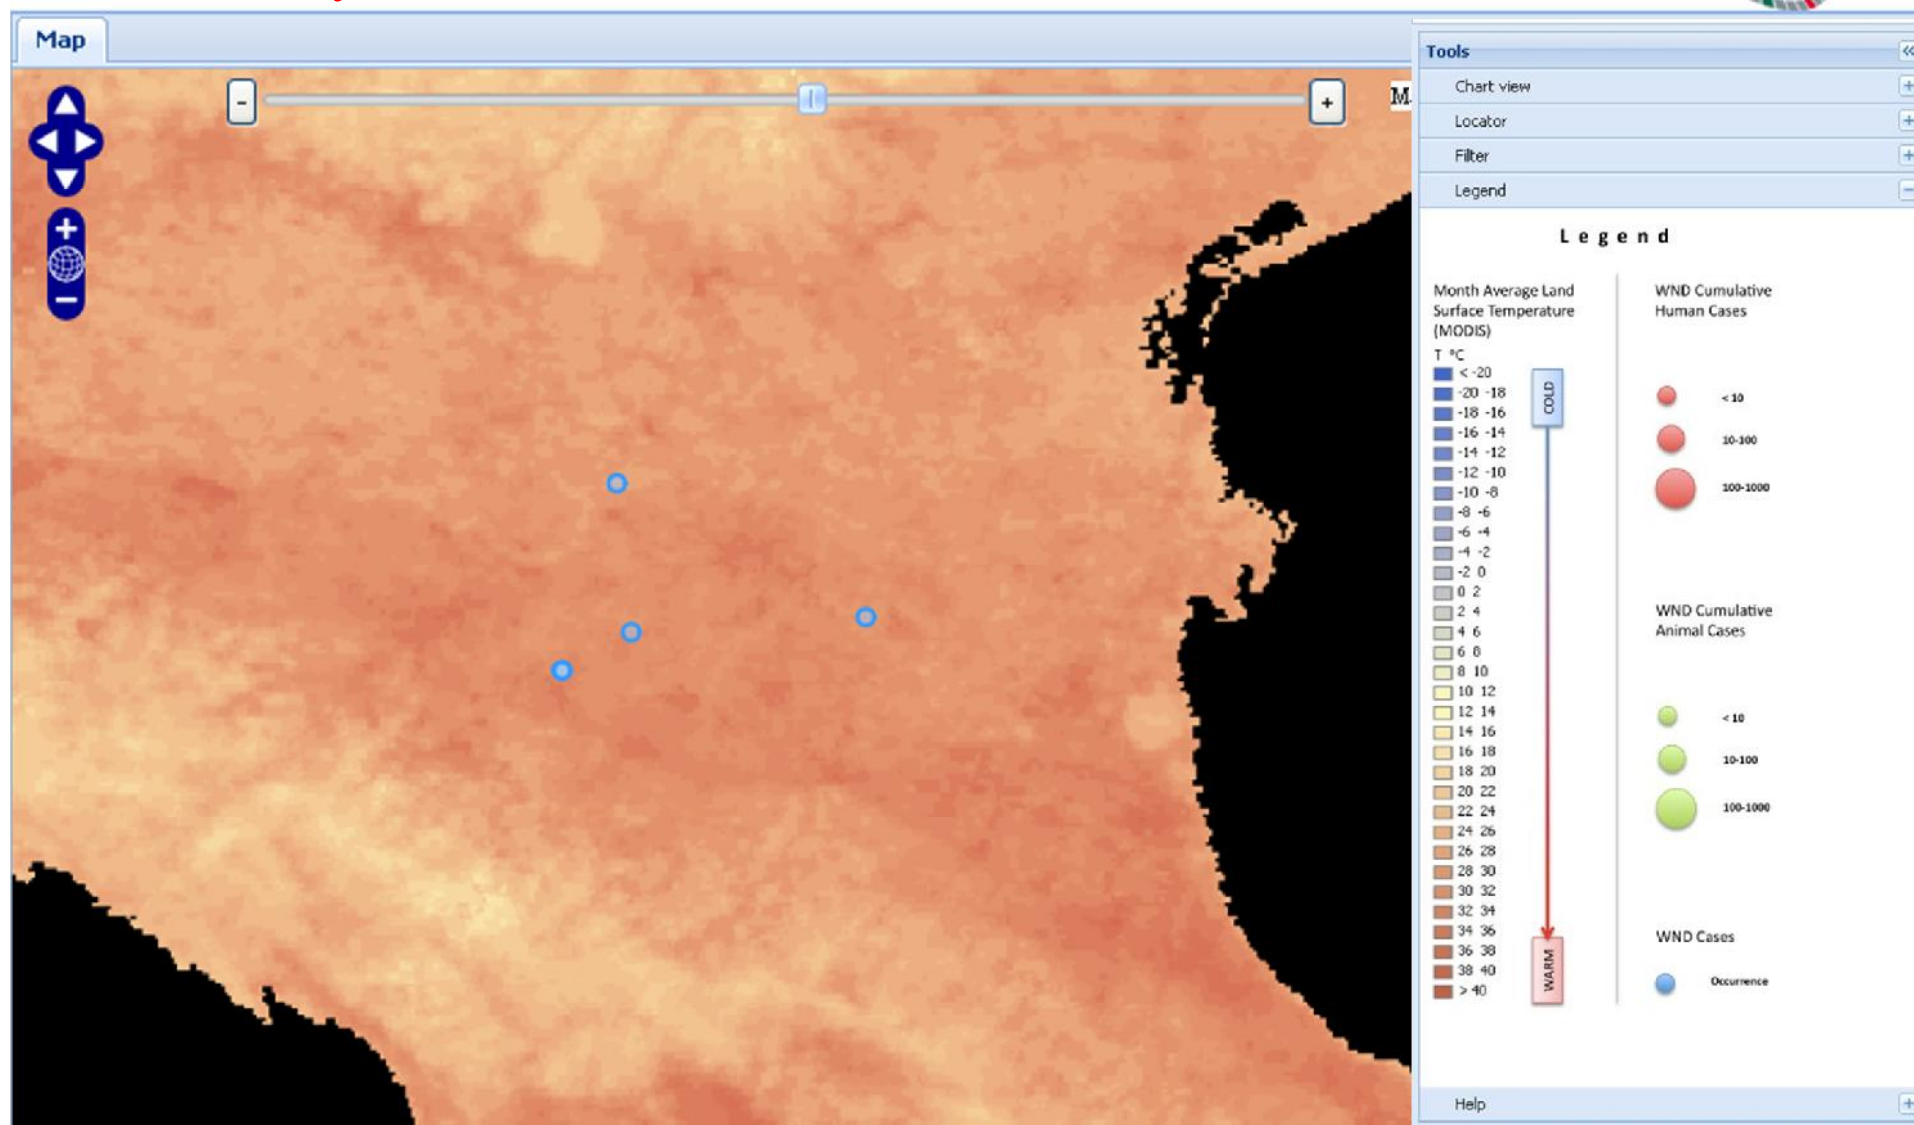 Map
-
+
M
Tools
Chart view
Locator
Filter
Legend
Legend
Month Average Land
Surface Temperature
(MODIS)
T °C
< -20
-20 -18
-18 -16
-16 -14
-14 -12
-12 -10
-10 -8
-8 -6
-6 -4
-4 -2
-2 0
0 2
2 4
4 6
6 8
8 10
10 12
12 14
14 16
16 18
18 20
20 22
22 24
24 26
26 28
28 30
30 32
32 34
34 36
36 38
38 40
> 40
COLD
WARM
WND Cumulative
Human Cases
< 10
10-100
100-1000
WND Cumulative
Animal Cases
< 10
10-100
100-1000
WND Cases
Occurrence
Help